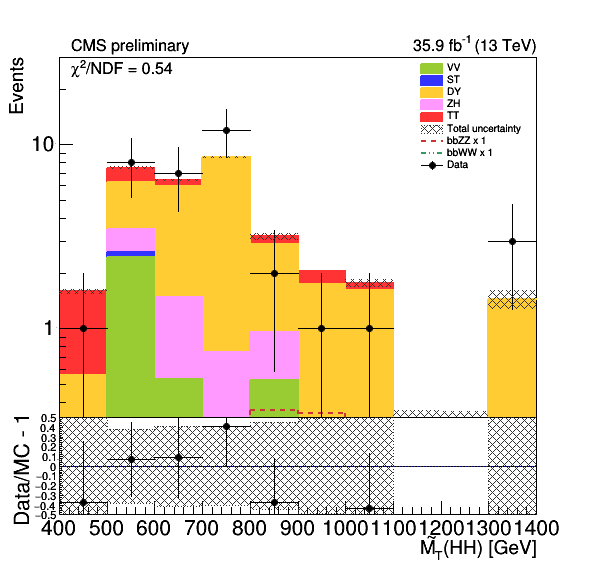 CMS preliminary
35.9 fb⁻¹ (13 TeV)
χ²/NDF = 0.54
Events
10
1
VV
ST
DY
ZH
TT
Total uncertainty
bbZZ x 1
bbWW x 1
Data
Data/MC - 1
0.5
0.4
0.3
0.2
0.1
0
−0.1
−0.2
−0.3
−0.4
−0.5
400 500 600 700 800 900 1000 1100 1200 1300 1400
M̃_T(HH) [GeV]